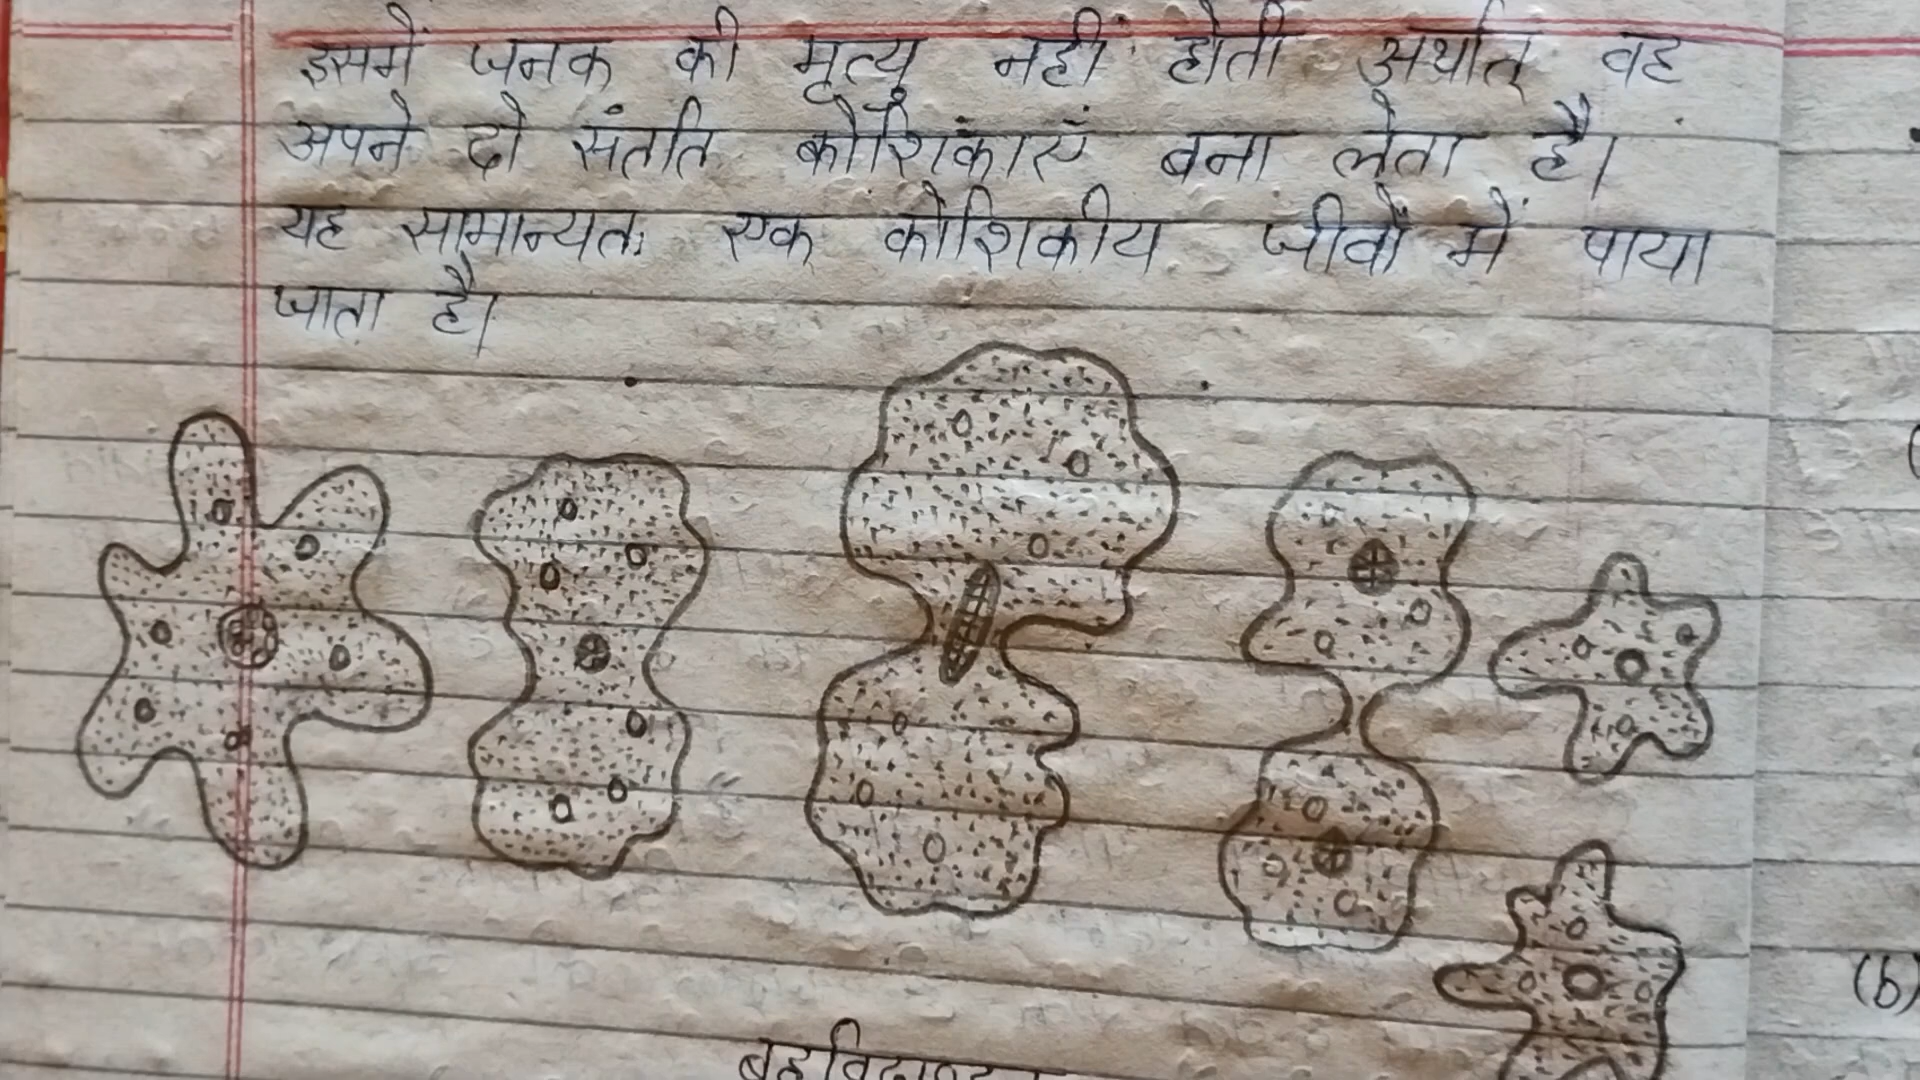 इसमें जनक की मृत्यु नहीं होती अर्थात् वह
अपने दो संतति कोशिकाएँ बना लेता है।
यह सामान्यतः एक कोशिकीय जीवों में पाया
जाता है।
(b)